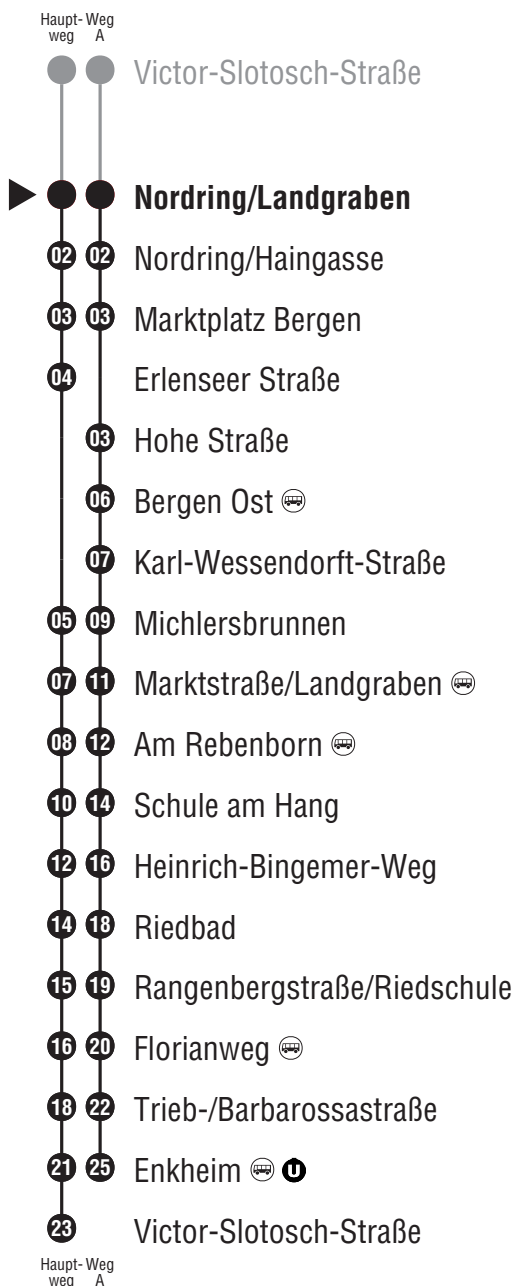 Haupt- Weg
weg A
Victor-Slotosch-Straße
Nordring/Landgraben
02 02 Nordring/Haingasse
03 03 Marktplatz Bergen
04 Erlenseer Straße
03 Hohe Straße
06 Bergen Ost
07 Karl-Wessendorft-Straße
05 09 Michlersbrunnen
07 11 Marktstraße/Landgraben
08 12 Am Rebenborn
10 14 Schule am Hang
12 16 Heinrich-Bingemer-Weg
14 18 Riedbad
15 19 Rangenbergstraße/Riedschule
16 20 Florianweg
18 22 Trieb-/Barbarossastraße
21 25 Enkheim U
23 Victor-Slotosch-Straße
Haupt- Weg
weg A